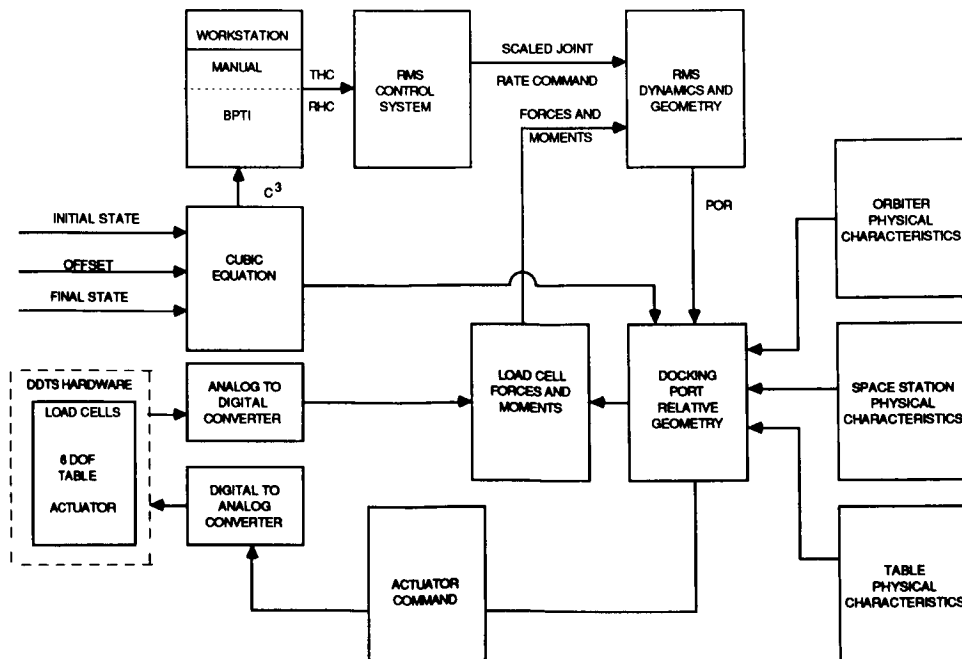 WORKSTATION
MANUAL
BPTI
THC
RHC
RMS
CONTROL
SYSTEM
SCALED JOINT
RATE COMMAND
FORCES AND
MOMENTS
RMS
DYNAMICS AND
GEOMETRY
C3
POR
INITIAL STATE
OFFSET
FINAL STATE
CUBIC
EQUATION
ORBITER
PHYSICAL
CHARACTERISTICS
DDTS HARDWARE
LOAD CELLS
6 DOF
TABLE
ACTUATOR
ANALOG TO
DIGITAL
CONVERTER
LOAD CELL
FORCES AND
MOMENTS
DOCKING
PORT
RELATIVE
GEOMETRY
SPACE STATION
PHYSICAL
CHARACTERISTICS
DIGITAL TO
ANALOG
CONVERTER
ACTUATOR
COMMAND
TABLE
PHYSICAL
CHARACTERISTICS